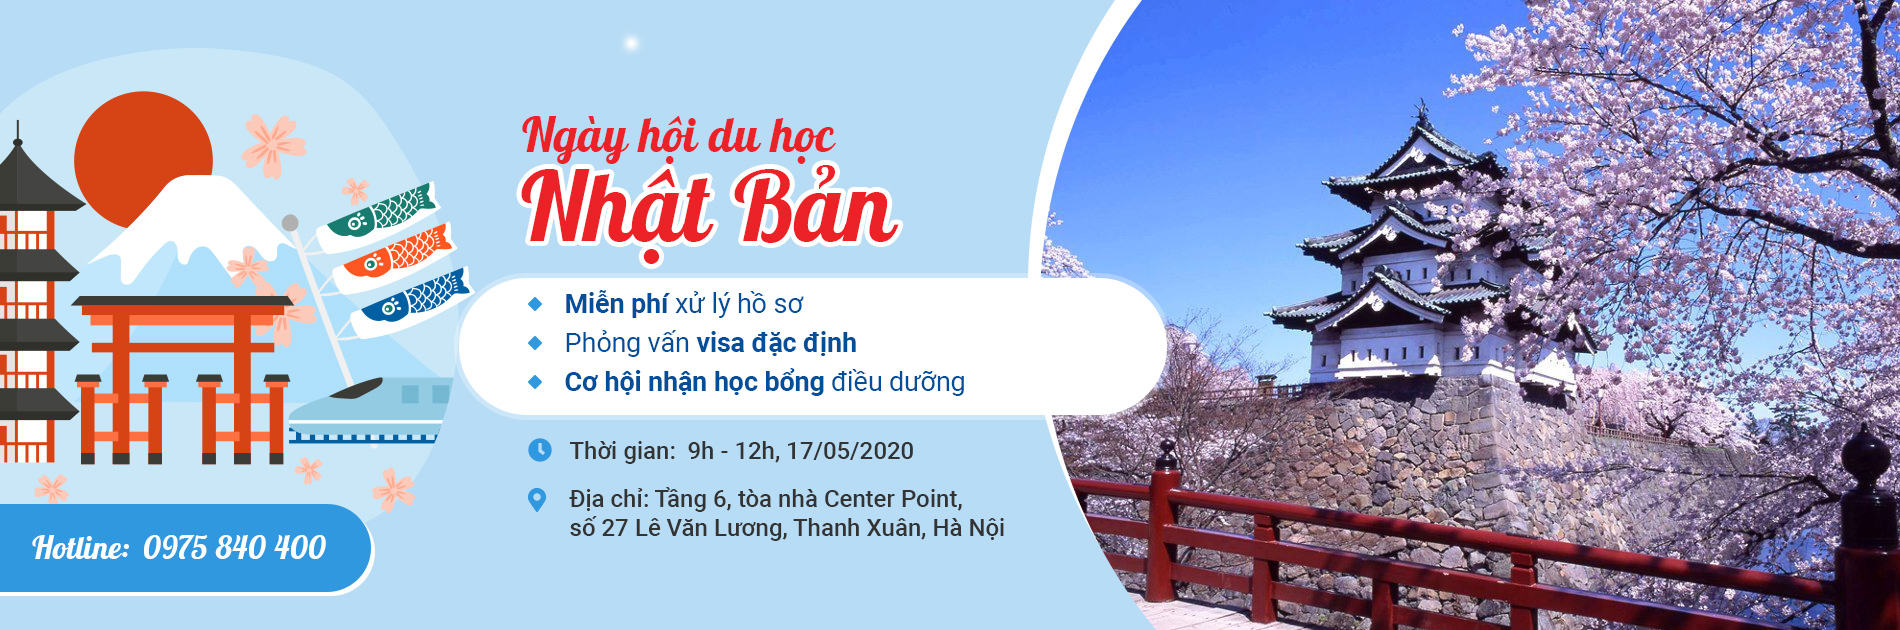 Ngày hội du học
Nhật Bản
Miễn phí xử lý hồ sơ
Phỏng vấn visa đặc định
Cơ hội nhận học bổng điều dưỡng
Thời gian: 9h - 12h, 17/05/2020
Địa chỉ: Tầng 6, tòa nhà Center Point,
số 27 Lê Văn Lương, Thanh Xuân, Hà Nội
Hotline: 0975 840 400